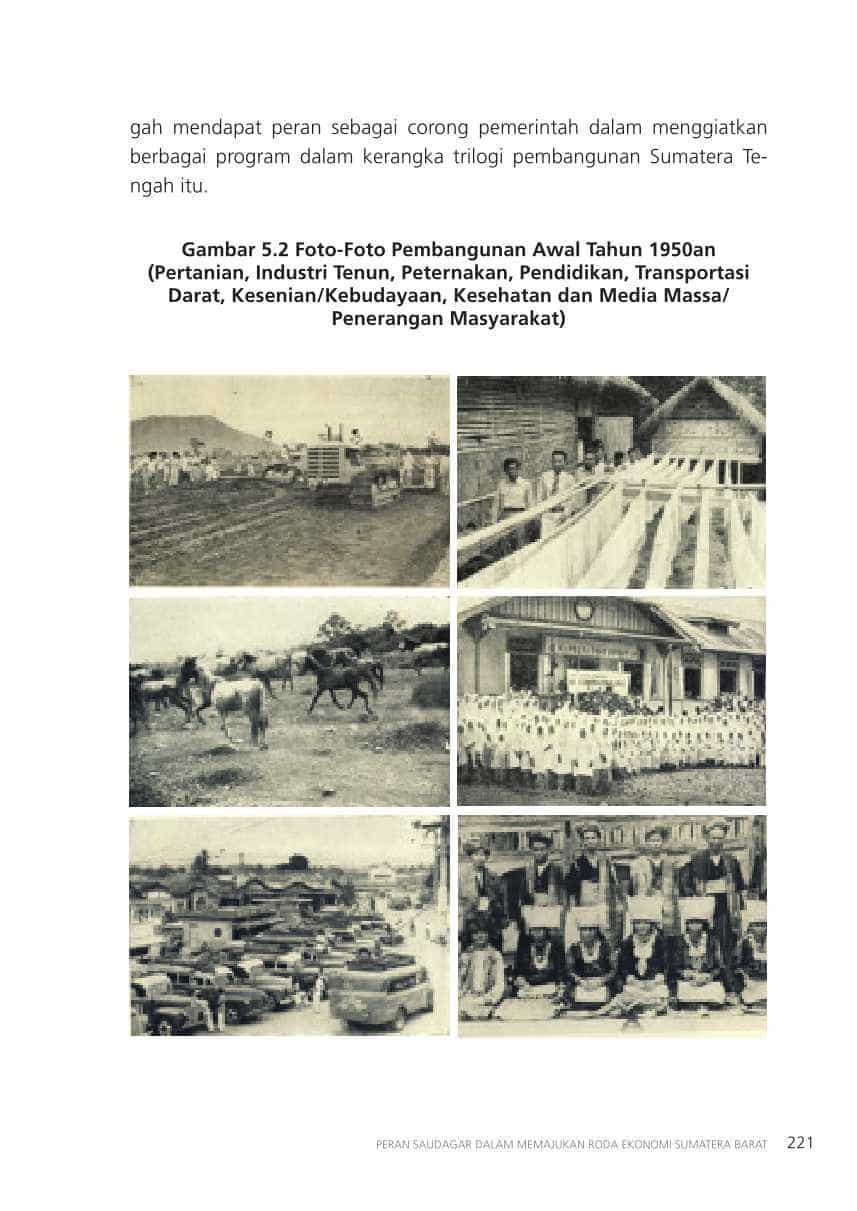 gah mendapat peran sebagai corong pemerintah dalam menggiatkan
berbagai program dalam kerangka trilogi pembangunan Sumatera Te-
ngah itu.
Gambar 5.2 Foto-Foto Pembangunan Awal Tahun 1950an
(Pertanian, Industri Tenun, Peternakan, Pendidikan, Transportasi
Darat, Kesenian/Kebudayaan, Kesehatan dan Media Massa/
Penerangan Masyarakat)
PERAN SAUDAGAR DALAM MEMAJUKAN RODA EKONOMI SUMATERA BARAT 221